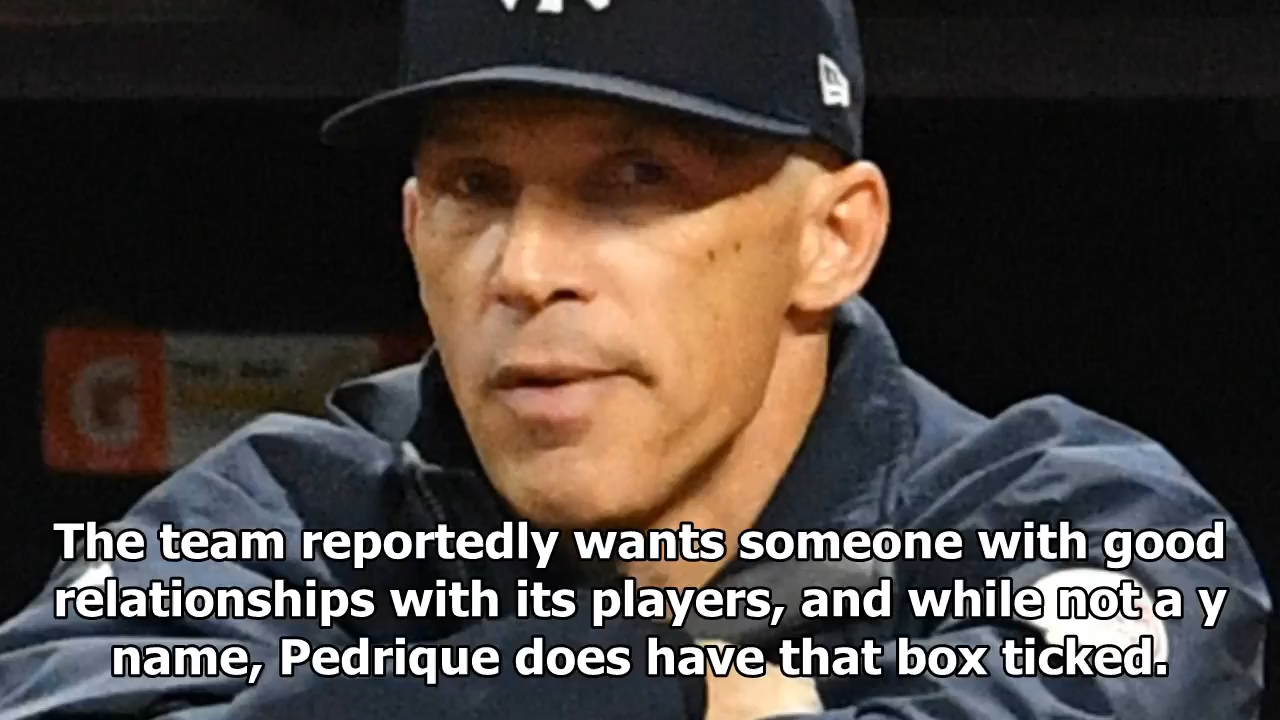 G
The team reportedly wants someone with good
relationships with its players, and while not a y
name, Pedrique does have that box ticked.